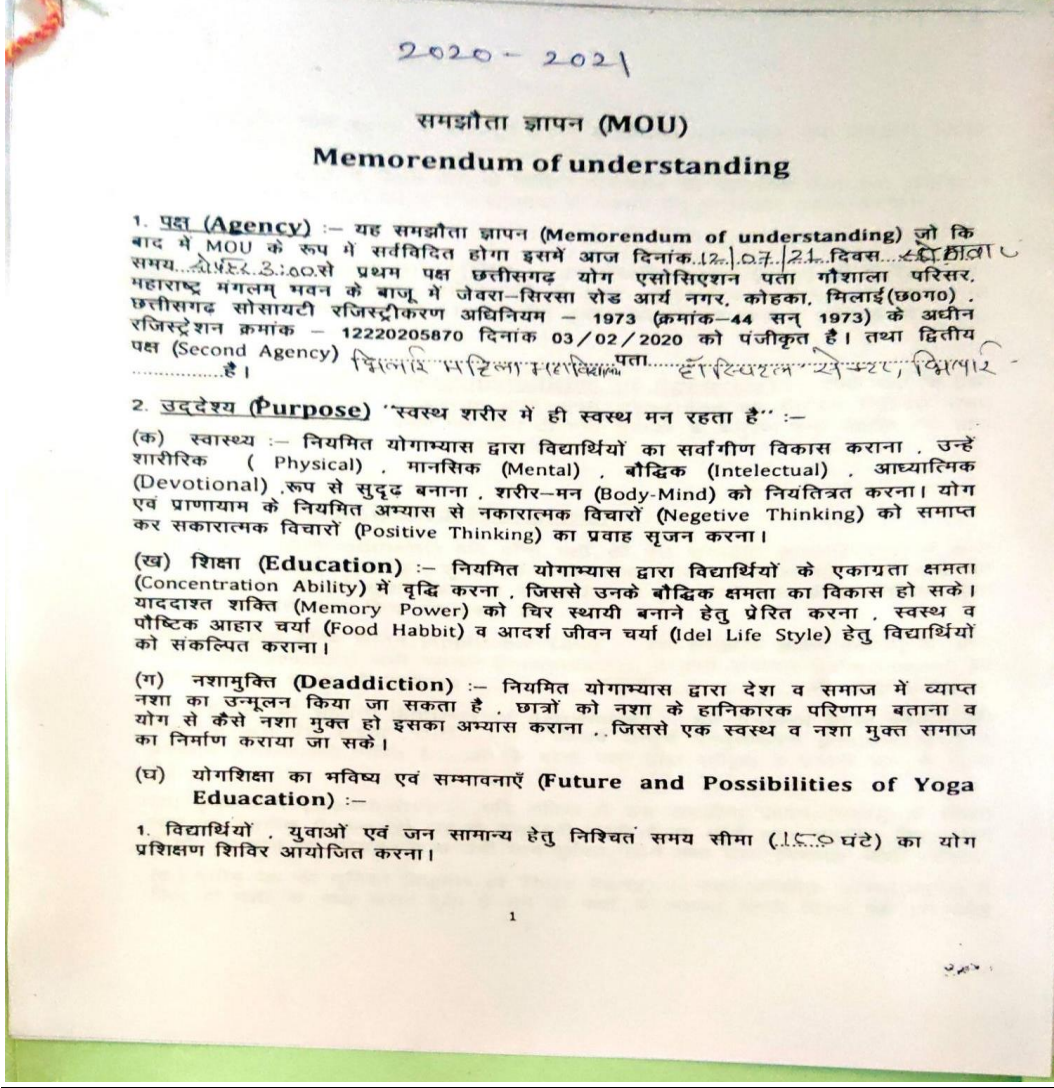 2020 - 2021
समझौता ज्ञापन (MOU)
Memorendum of understanding
1. पक्ष (Agency) :– यह समझौता ज्ञापन (Memorendum of understanding) जो कि
बाद में MOU के रूप में सर्वविदित होगा इसमें आज दिनांक..12/07/21..दिवस...
समय... 3:00 से प्रथम पक्ष छत्तीसगढ़ योग एसोसिएशन पता गौशाला परिसर,
महाराष्ट्र मंगलम् भवन के बाजू में जेवरा–सिरसा रोड आर्य नगर, कोहका, भिलाई(छ0ग0) ,
छत्तीसगढ़ सोसायटी रजिस्ट्रीकरण अधिनियम – 1973 (क्रमांक–44 सन् 1973) के अधीन
रजिस्ट्रेशन क्रमांक – 12220205870 दिनांक 03/02/2020 को पंजीकृत है। तथा द्वितीय
पक्ष (Second Agency) भिलाई महिला महाविद्यालय पता.... हॉस्पिटल सेक्टर, भिलाई
................है।
2. उद्देश्य (Purpose) ''स्वस्थ शरीर में ही स्वस्थ मन रहता है'' :–
(क) स्वास्थ्य :– नियमित योगाभ्यास द्वारा विद्यार्थियों का सर्वांगीण विकास कराना , उन्हें
शारीरिक ( Physical) , मानसिक (Mental) , बौद्धिक (Intelectual) , आध्यात्मिक
(Devotional) ,रूप से सुदृढ़ बनाना , शरीर–मन (Body-Mind) को नियंतित्रत करना। योग
एवं प्राणायाम के नियमित अभ्यास से नकारात्मक विचारों (Negetive Thinking) को समाप्त
कर सकारात्मक विचारों (Positive Thinking) का प्रवाह सृजन करना।
(ख) शिक्षा (Education) :– नियमित योगाभ्यास द्वारा विद्यार्थियों के एकाग्रता क्षमता
(Concentration Ability) में वृद्धि करना , जिससे उनके बौद्धिक क्षमता का विकास हो सके।
याददाश्त शक्ति (Memory Power) को चिर स्थायी बनाने हेतु प्रेरित करना , स्वस्थ व
पौष्टिक आहार चर्या (Food Habbit) व आदर्श जीवन चर्या (Idel Life Style) हेतु विद्यार्थियों
को संकल्पित कराना।
(ग) नशामुक्ति (Deaddiction) :– नियमित योगाभ्यास द्वारा देश व समाज में व्याप्त
नशा का उन्मूलन किया जा सकता है , छात्रों को नशा के हानिकारक परिणाम बताना व
योग से कैसे नशा मुक्त हो इसका अभ्यास कराना , जिससे एक स्वस्थ व नशा मुक्त समाज
का निर्माण कराया जा सके।
(घ) योगशिक्षा का भविष्य एवं सम्भावनाएँ (Future and Possibilities of Yoga
Eduacation) :–
1. विद्यार्थियों , युवाओं एवं जन सामान्य हेतु निश्चित समय सीमा ( घंटे) का योग
प्रशिक्षण शिविर आयोजित करना।
1